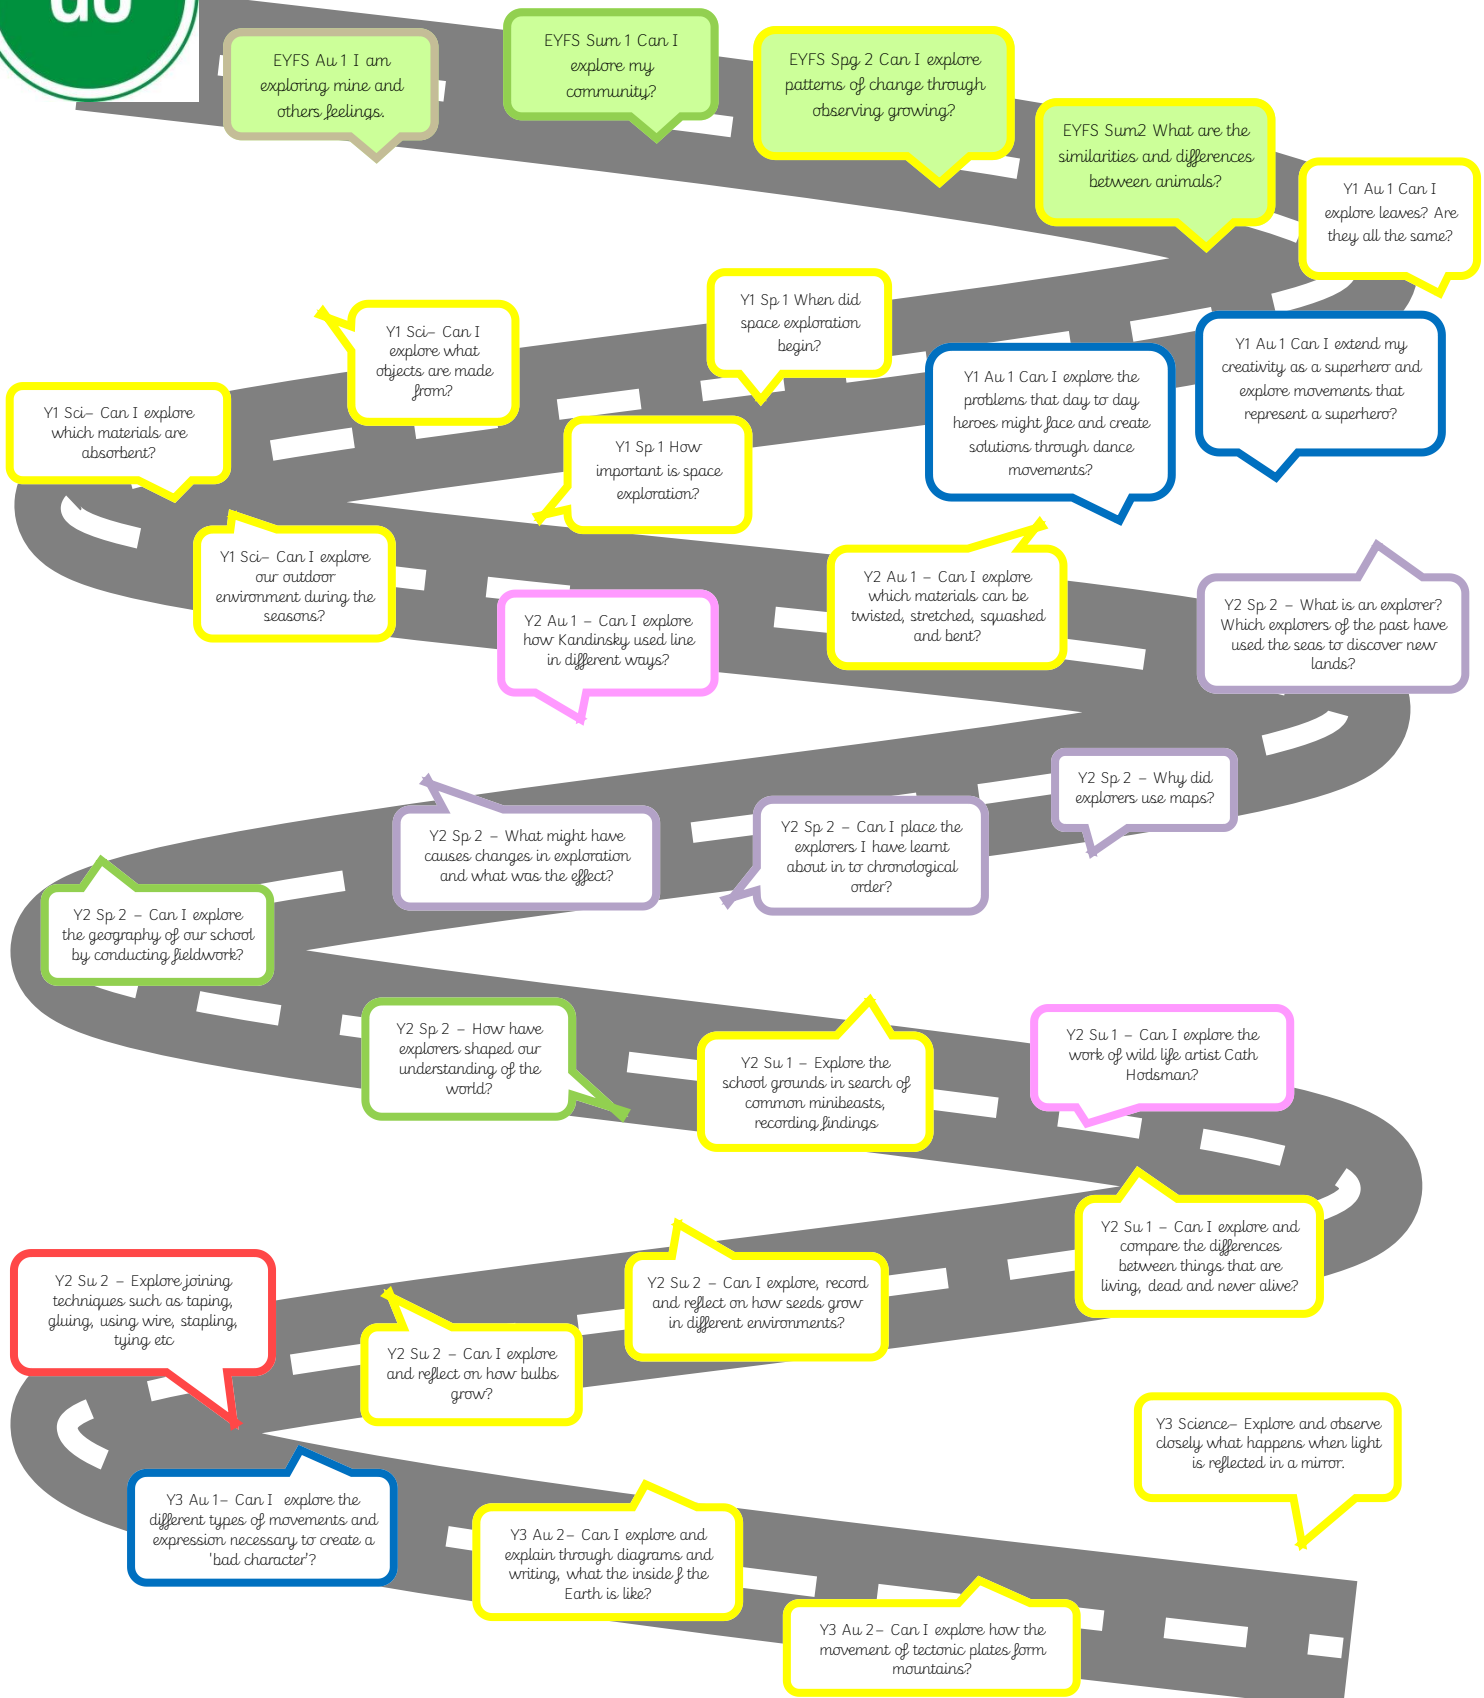 EYFS Au 1 I am
exploring mine and
others feelings.
EYFS Sum 1 Can I
explore my
community?
EYFS Spg 2 Can I explore
patterns of change through
observing growing?
EYFS Sum2 What are the
similarities and differences
between animals?
Y1 Au 1 Can I
explore leaves? Are
they all the same?
Y1 Au 1 Can I extend my
creativity as a superhero and
explore movements that
represent a superhero?
Y1 Au 1 Can I explore the
problems that day to day
heroes might face and create
solutions through dance
movements?
Y1 Sp 1 When did
space exploration
begin?
Y1 Sp 1 How
important is space
exploration?
Y1 Sci– Can I
explore what
objects are made
from?
Y1 Sci– Can I explore
which materials are
absorbent?
Y1 Sci– Can I explore
our outdoor
environment during the
seasons?
Y2 Au 1 – Can I explore
how Kandinsky used line
in different ways?
Y2 Au 1 – Can I explore
which materials can be
twisted, stretched, squashed
and bent?
Y2 Sp 2 – What is an explorer?
Which explorers of the past have
used the seas to discover new
lands?
Y2 Sp 2 – Why did
explorers use maps?
Y2 Sp 2 – Can I place the
explorers I have learnt
about in to chronological
order?
Y2 Sp 2 – What might have
causes changes in exploration
and what was the effect?
Y2 Sp 2 – Can I explore
the geography of our school
by conducting fieldwork?
Y2 Sp 2 – How have
explorers shaped our
understanding of the
world?
Y2 Su 1 – Explore the
school grounds in search of
common minibeasts,
recording findings
Y2 Su 1 – Can I explore the
work of wild life artist Cath
Hodsman?
Y2 Su 1 – Can I explore and
compare the differences
between things that are
living, dead and never alive?
Y2 Su 2 – Can I explore, record
and reflect on how seeds grow
in different environments?
Y2 Su 2 – Can I explore
and reflect on how bulbs
grow?
Y2 Su 2 – Explore joining
techniques such as taping,
gluing, using wire, stapling,
tying etc
Y3 Au 1– Can I explore the
different types of movements and
expression necessary to create a
'bad character'?
Y3 Au 2– Can I explore and
explain through diagrams and
writing, what the inside f the
Earth is like?
Y3 Au 2– Can I explore how the
movement of tectonic plates form
mountains?
Y3 Science– Explore and observe
closely what happens when light
is reflected in a mirror.